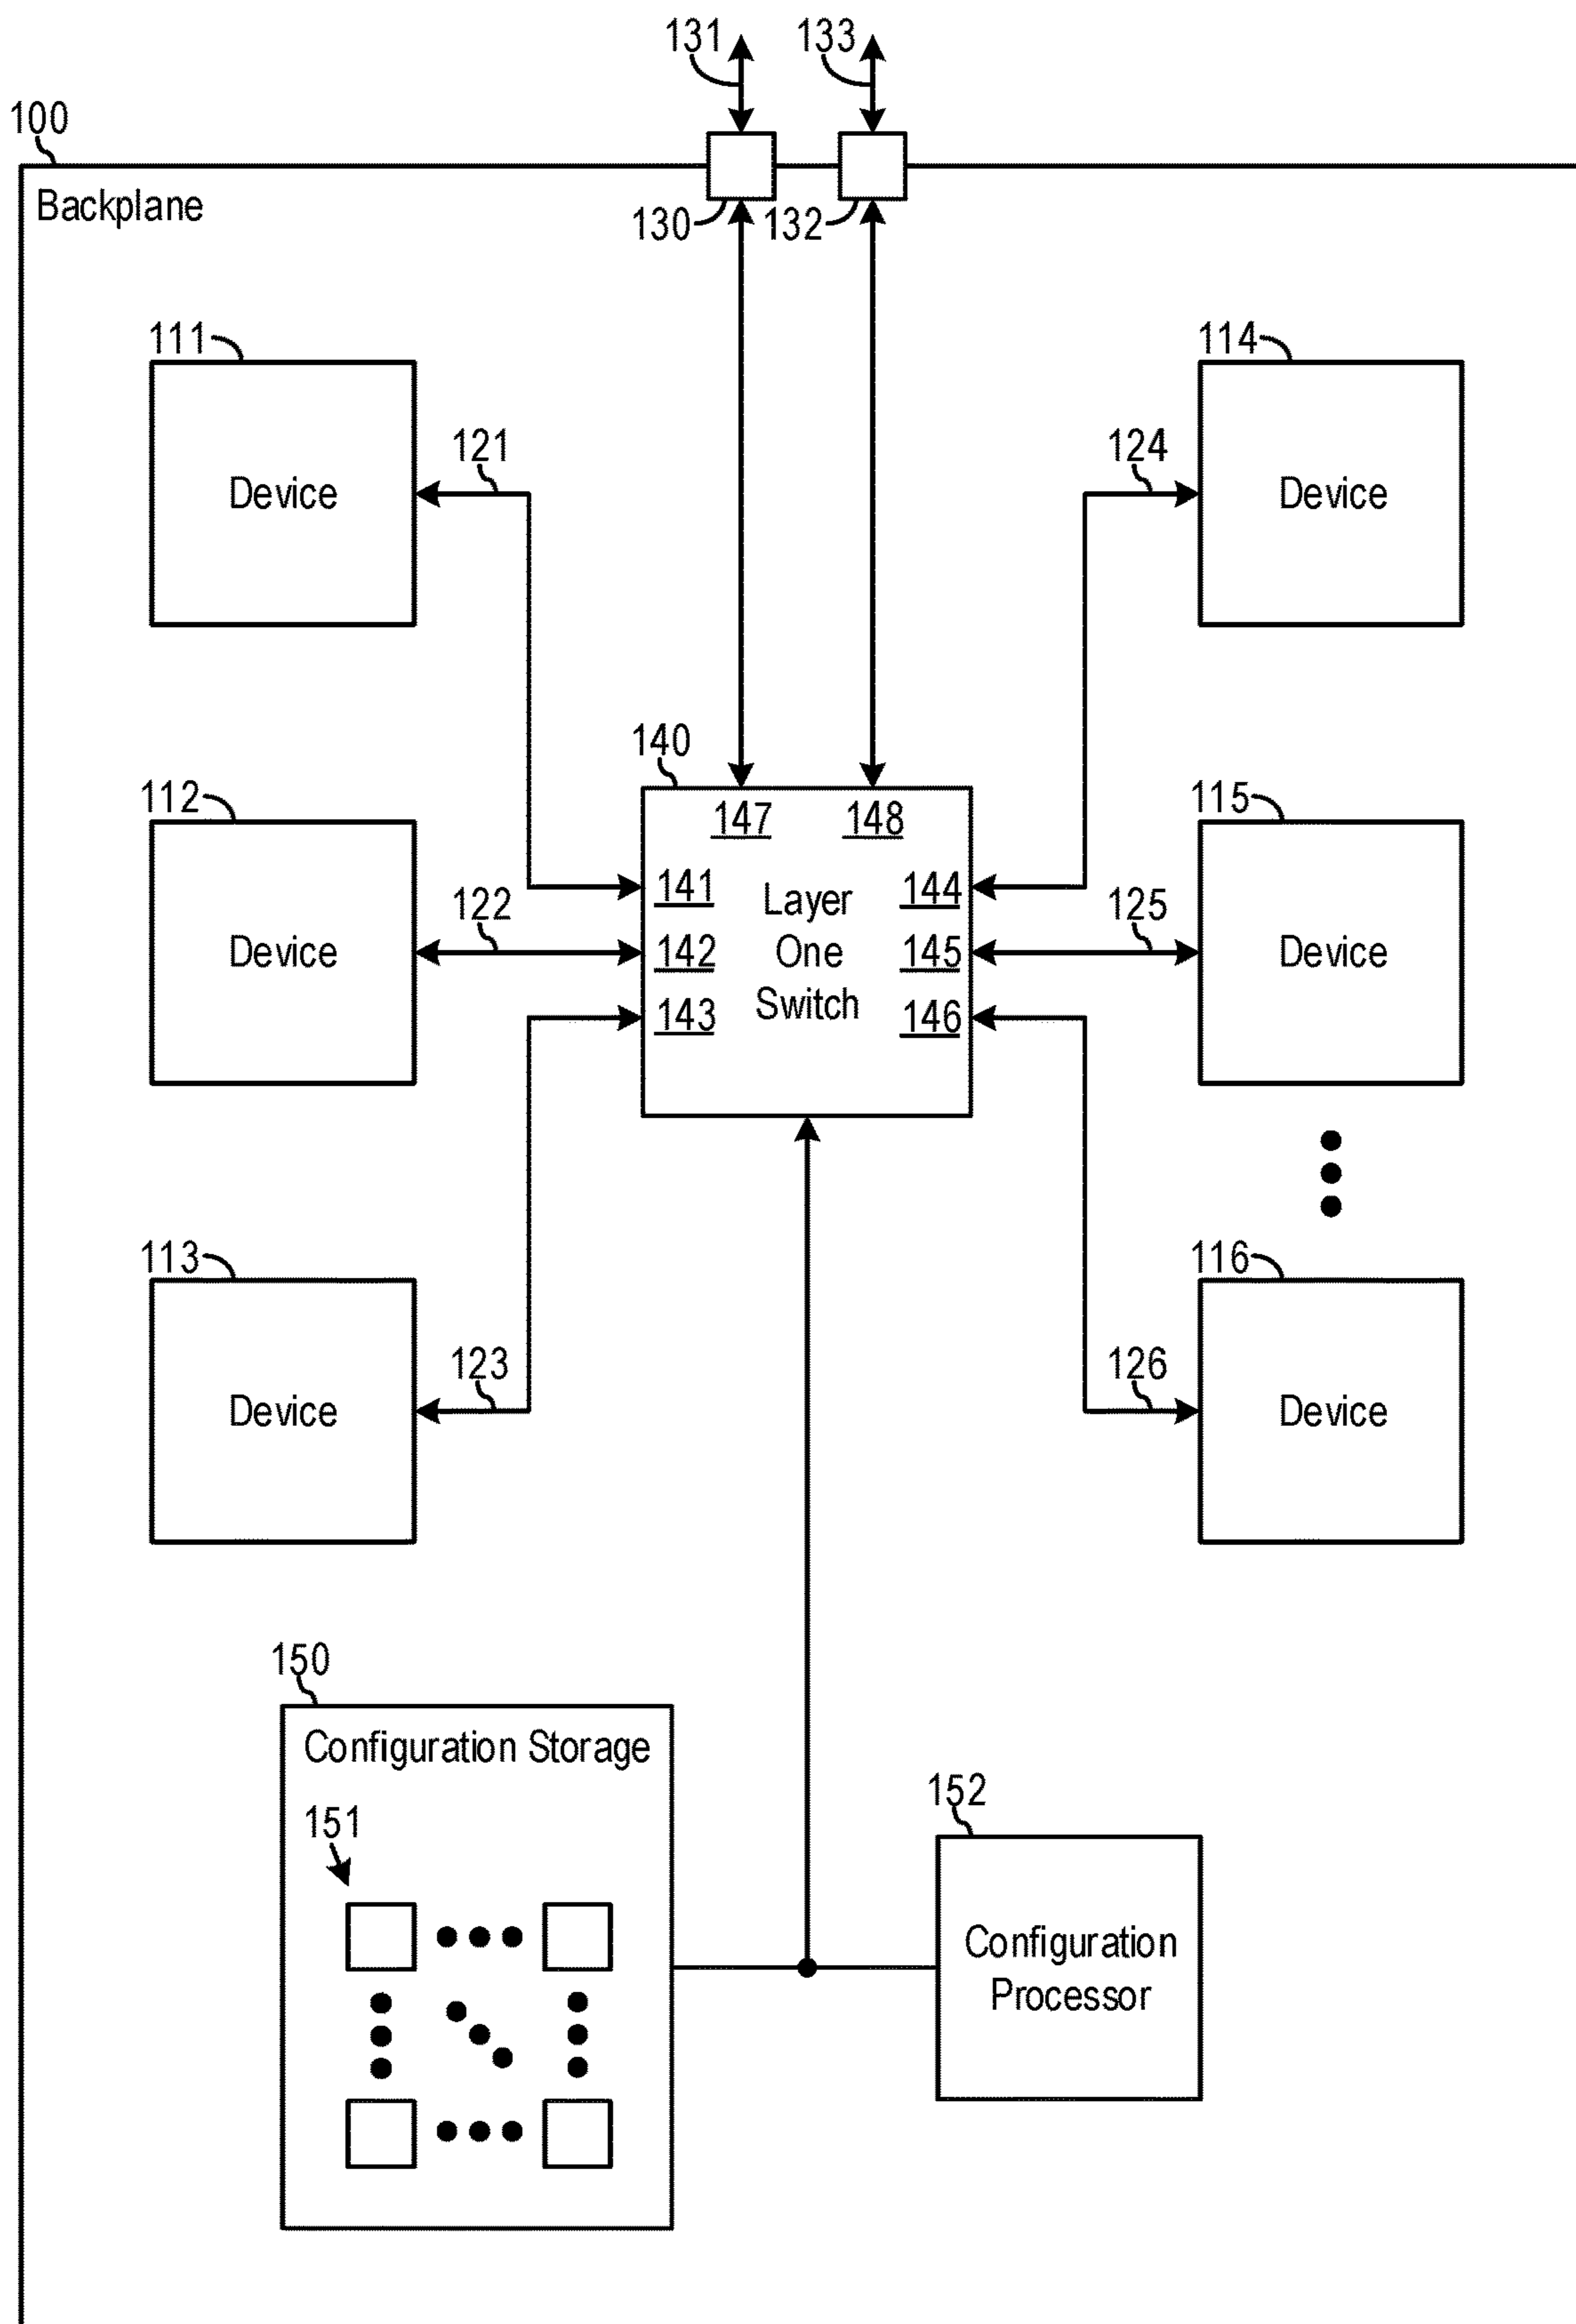 131
133
100
Backplane
130
132
111
114
121
124
Device
Device
140
112
115
147
148
141
Layer
144
122
125
Device
142
One
145
Device
143
Switch
146
113
116
123
126
Device
Device
150
Configuration Storage
152
151
Configuration
Processor